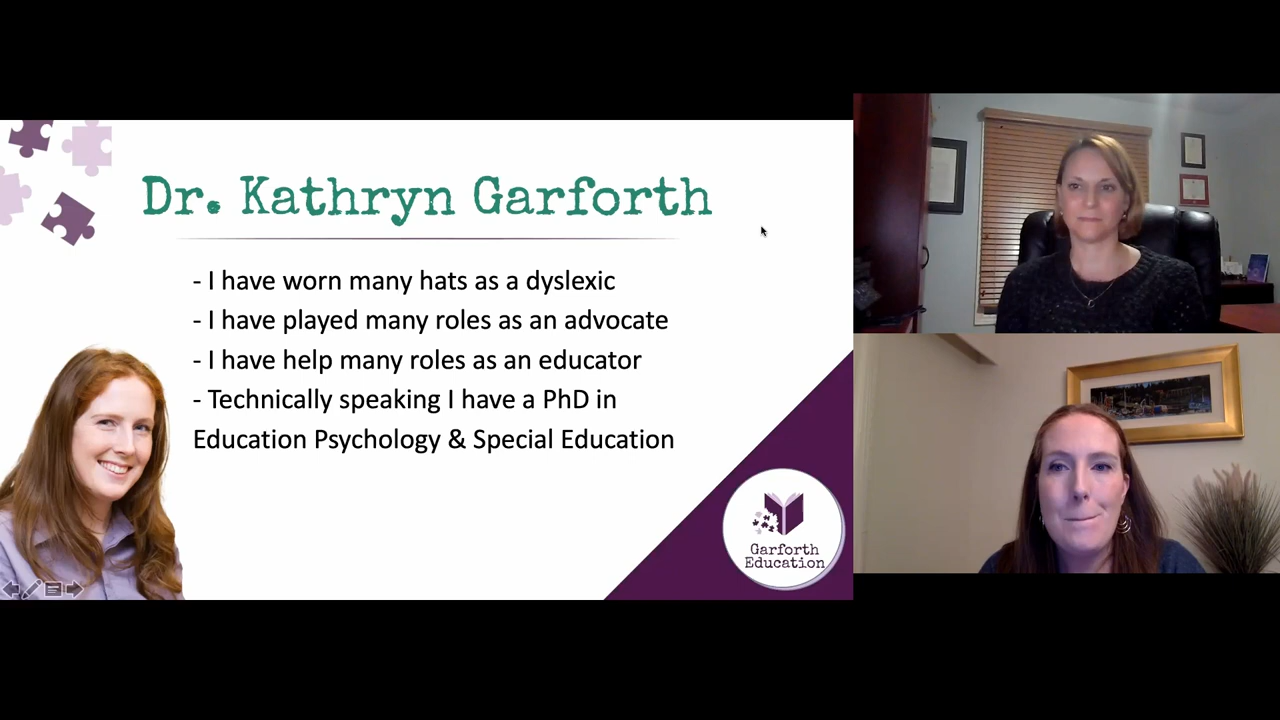 Dr. Kathryn Garforth
- I have worn many hats as a dyslexic
- I have played many roles as an advocate
- I have help many roles as an educator
- Technically speaking I have a PhD in
Education Psychology & Special Education
Garforth
Education